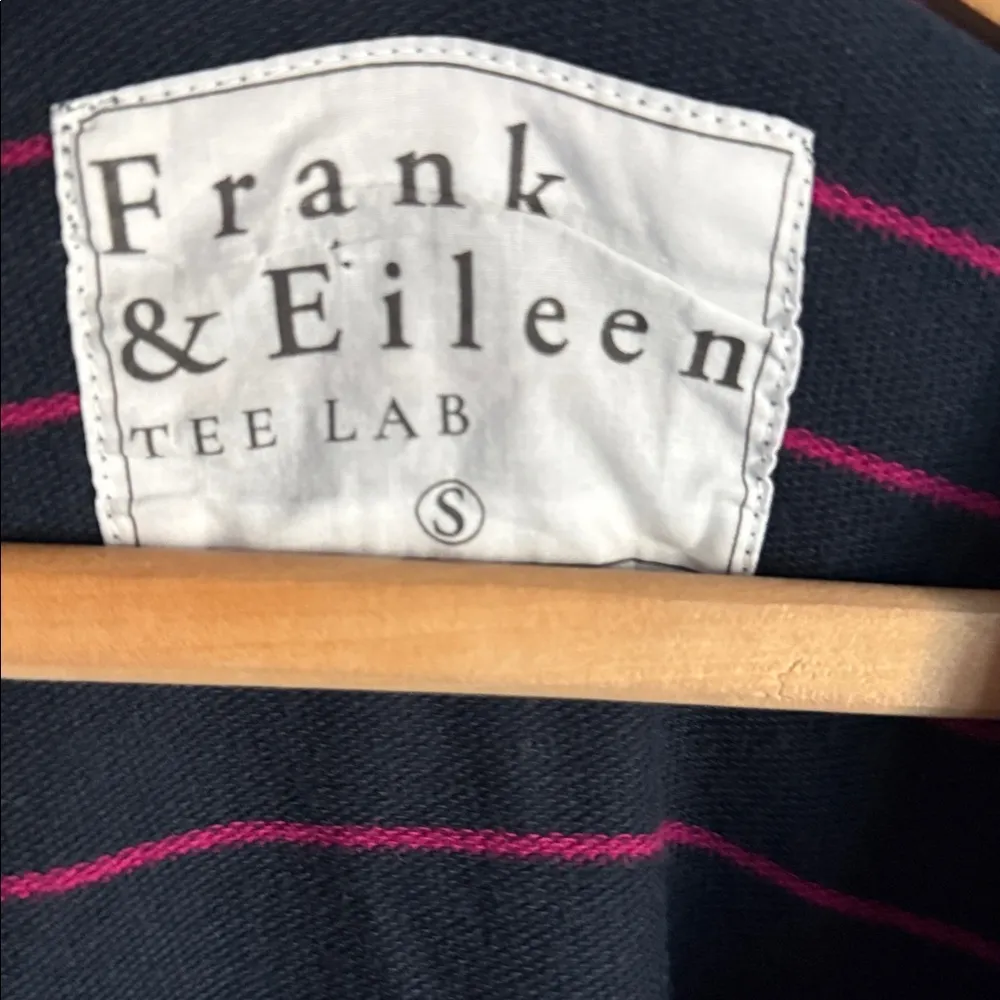 Frank
& Eileen
TEE LAB
S